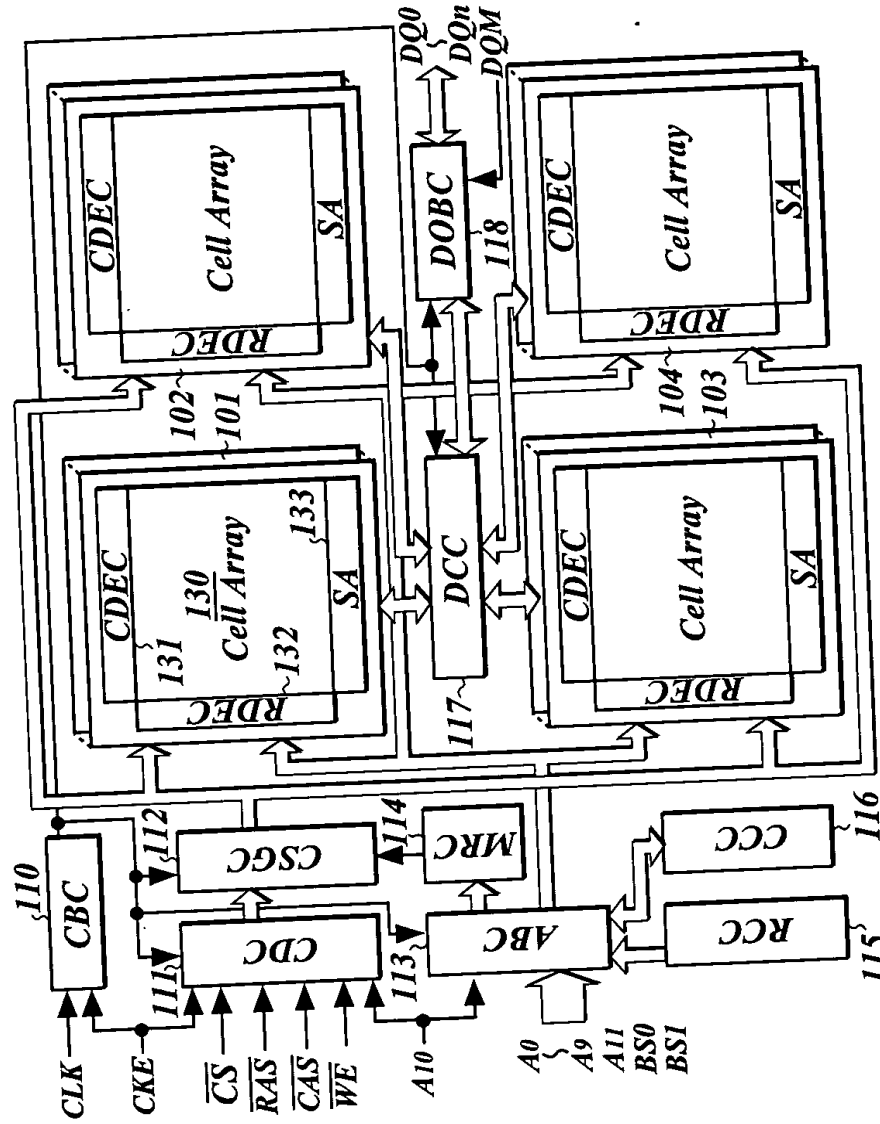 CLK
CKE
CS
RAS
CAS
WE
A10
A0
~
A9
A11
BS0
BS1
110
CBC
111
CDC
112
CSGC
113
ABC
114
MRC
RCC
115
CCC
116
CDEC
130
Cell Array
131
132
133
RDEC
SA
101
CDEC
Cell Array
RDEC
SA
102
117
DCC
DOBC
118
DQ0
~
DQn
DQM
CDEC
Cell Array
RDEC
SA
103
CDEC
Cell Array
RDEC
SA
104